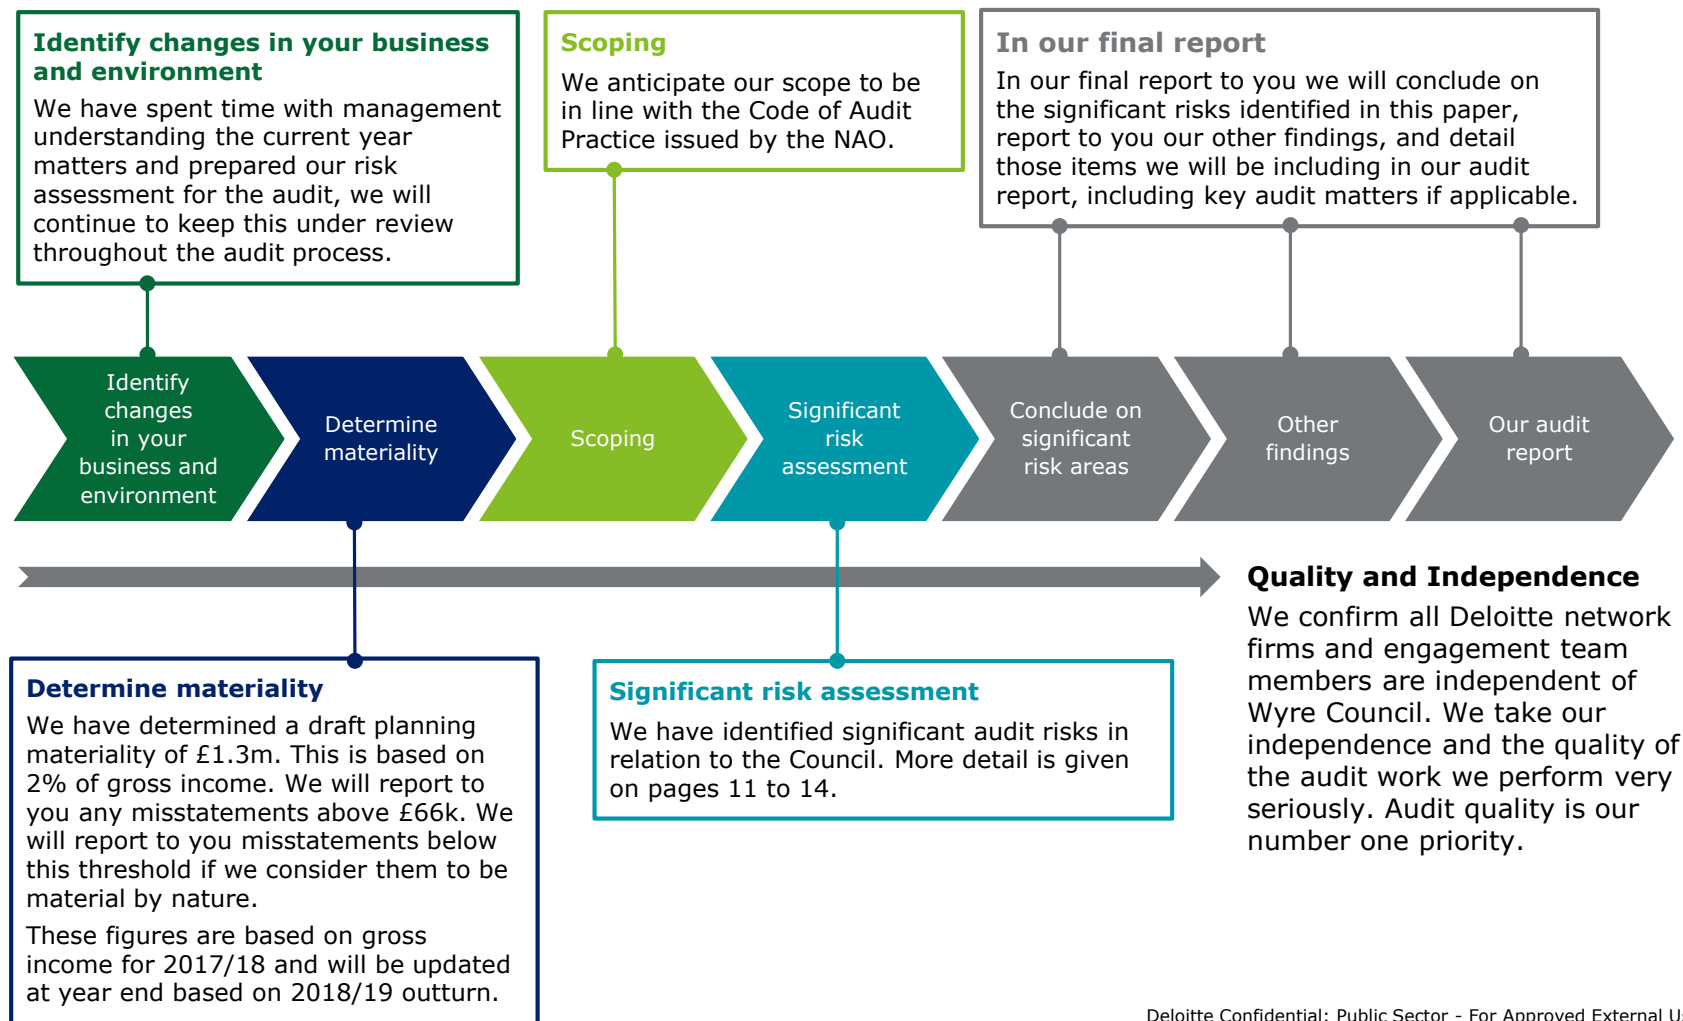 Identify changes in your business
and environment
We have spent time with management
understanding the current year
matters and prepared our risk
assessment for the audit, we will
continue to keep this under review
throughout the audit process.
Scoping
We anticipate our scope to be
in line with the Code of Audit
Practice issued by the NAO.
In our final report
In our final report to you we will conclude on
the significant risks identified in this paper,
report to you our other findings, and detail
those items we will be including in our audit
report, including key audit matters if applicable.
Identify
changes
in your
business and
environment
Determine
materiality
Scoping
Significant
risk
assessment
Conclude on
significant
risk areas
Other
findings
Our audit
report
Determine materiality
We have determined a draft planning
materiality of £1.3m. This is based on
2% of gross income. We will report to
you any misstatements above £66k. We
will report to you misstatements below
this threshold if we consider them to be
material by nature.
These figures are based on gross
income for 2017/18 and will be updated
at year end based on 2018/19 outturn.
Significant risk assessment
We have identified significant audit risks in
relation to the Council. More detail is given
on pages 11 to 14.
Quality and Independence
We confirm all Deloitte network
firms and engagement team
members are independent of
Wyre Council. We take our
independence and the quality of
the audit work we perform very
seriously. Audit quality is our
number one priority.
Deloitte Confidential: Public Sector - For Approved External